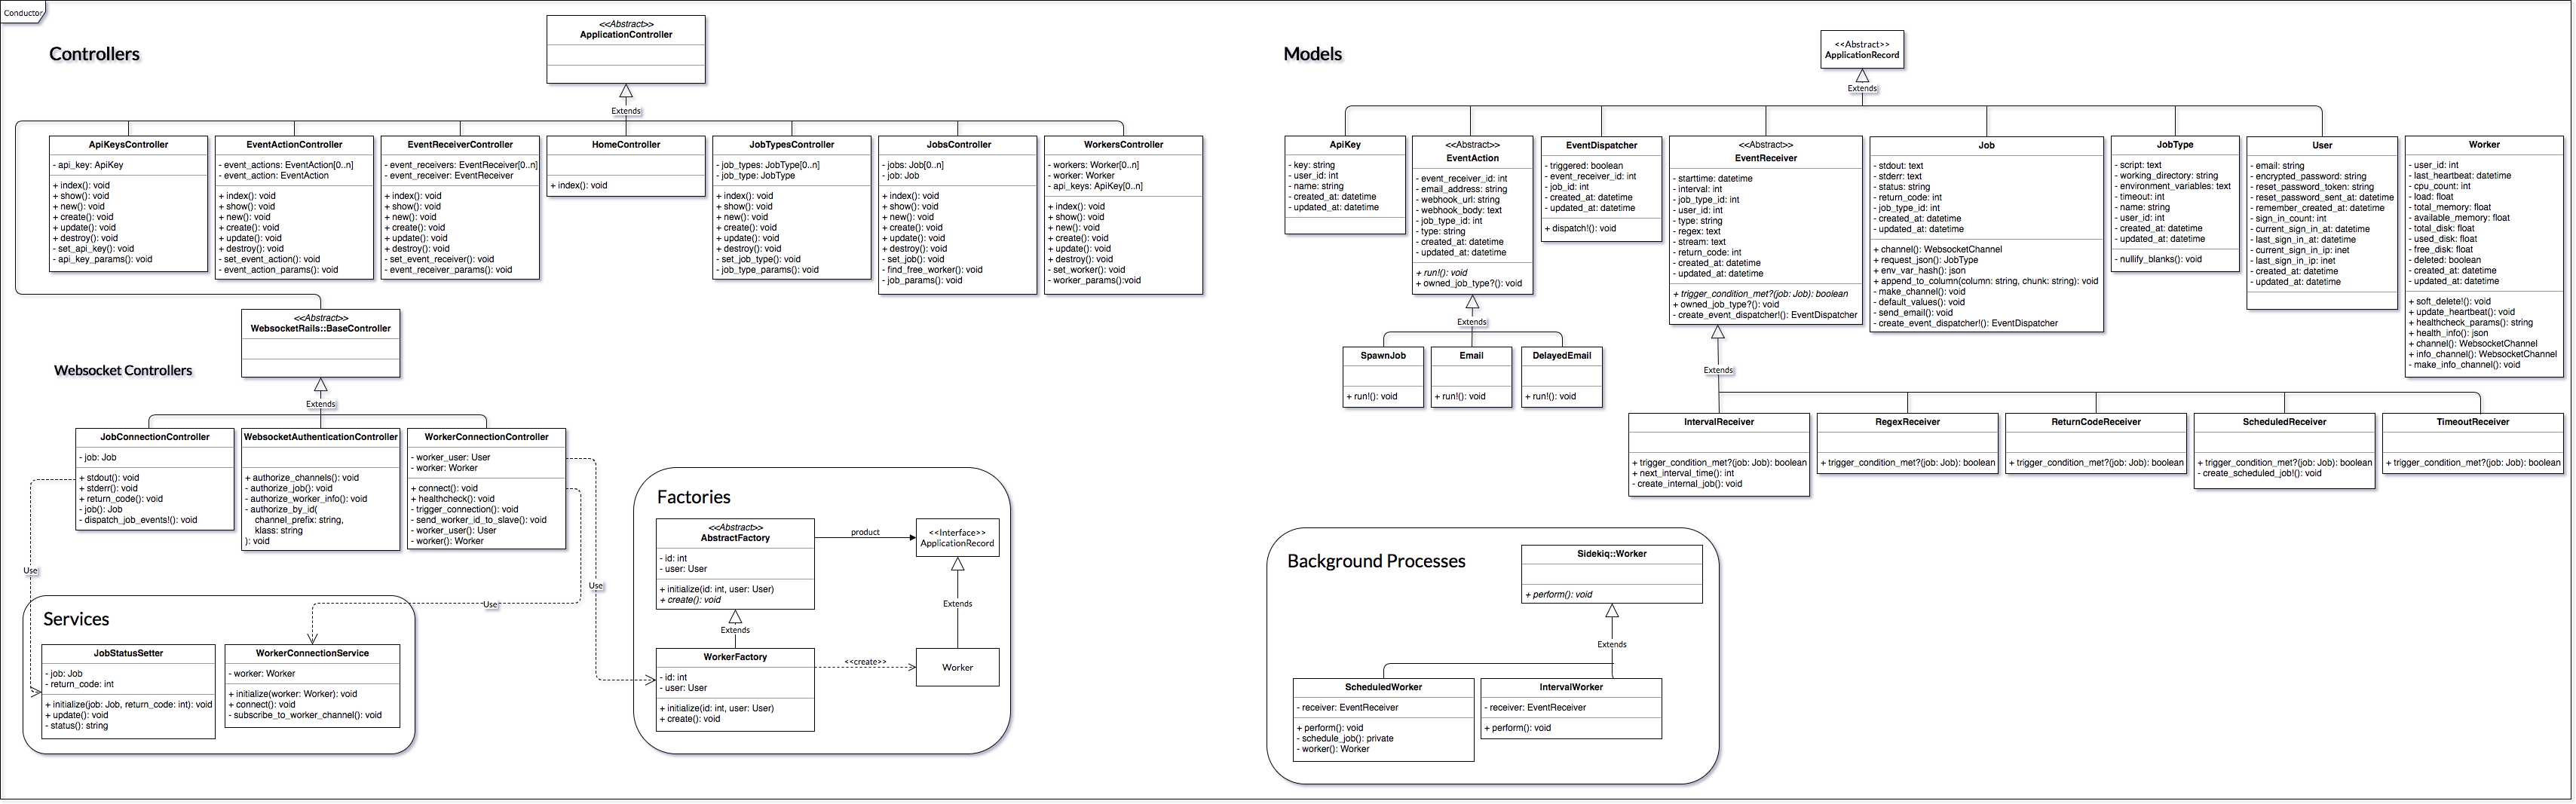 Conductor
Controllers
<<Abstract>>
ApplicationController
Extends
ApiKeysController
- api_key: ApiKey
+ index(): void
+ show(): void
+ new(): void
+ create(): void
+ update(): void
+ destroy(): void
- set_api_key(): void
- api_key_params(): void
EventActionController
- event_actions: EventAction[0..n]
- event_action: EventAction
+ index(): void
+ show(): void
+ new(): void
+ create(): void
+ update(): void
+ destroy(): void
- set_event_action(): void
- event_action_params(): void
EventReceiverController
- event_receivers: EventReceiver[0..n]
- event_receiver: EventReceiver
+ index(): void
+ show(): void
+ new(): void
+ create(): void
+ update(): void
+ destroy(): void
- set_event_receiver(): void
- event_receiver_params(): void
HomeController
+ index(): void
JobTypesController
- job_types: JobType[0..n]
- job_type: JobType
+ index(): void
+ show(): void
+ new(): void
+ create(): void
+ update(): void
+ destroy(): void
- set_job_type(): void
- job_type_params(): void
JobsController
- jobs: Job[0..n]
- job: Job
+ index(): void
+ show(): void
+ new(): void
+ create(): void
+ update(): void
+ destroy(): void
- set_job(): void
- find_free_worker(): void
- job_params(): void
WorkersController
- workers: Worker[0..n]
- worker: Worker
- api_keys: ApiKey[0..n]
+ index(): void
+ show(): void
+ new(): void
+ create(): void
+ update(): void
+ destroy(): void
- set_worker(): void
- worker_params():void
<<Abstract>>
WebsocketRails::BaseController
Websocket Controllers
Extends
JobConnectionController
- job: Job
+ stdout(): void
+ stderr(): void
+ return_code(): void
- job(): Job
- dispatch_job_events!(): void
WebsocketAuthenticationController
+ authorize_channels(): void
- authorize_job(): void
- authorize_worker_info(): void
- authorize_by_id(
channel_prefix: string,
klass: string
): void
WorkerConnectionController
- worker_user: User
- worker: Worker
+ connect(): void
+ healthcheck(): void
- trigger_connection(): void
- send_worker_id_to_slave(): void
- worker_user(): User
- worker(): Worker
Use
Use
Use
Services
JobStatusSetter
- job: Job
- return_code: int
+ initialize(job: Job, return_code: int): void
+ update(): void
- status(): string
WorkerConnectionService
- worker: Worker
+ initialize(worker: Worker): void
+ connect(): void
- subscribe_to_worker_channel(): void
Factories
<<Abstract>>
AbstractFactory
- id: int
- user: User
+ initialize(id: int, user: User)
+ create(): void
product
<<Interface>>
ApplicationRecord
Extends
Extends
WorkerFactory
- id: int
- user: User
+ initialize(id: int, user: User)
+ create(): void
<<create>>
Worker
Models
<<Abstract>>
ApplicationRecord
Extends
ApiKey
- key: string
- user_id: int
- name: string
- created_at: datetime
- updated_at: datetime
<<Abstract>>
EventAction
- event_receiver_id: int
- email_address: string
- webhook_url: string
- webhook_body: text
- job_type_id: int
- type: string
- created_at: datetime
- updated_at: datetime
+ run!(): void
+ owned_job_type?(): void
EventDispatcher
- triggered: boolean
- event_receiver_id: int
- job_id: int
- created_at: datetime
- updated_at: datetime
+ dispatch!(): void
<<Abstract>>
EventReceiver
- starttime: datetime
- interval: int
- job_type_id: int
- user_id: int
- type: string
- regex: text
- stream: text
- return_code: int
- created_at: datetime
- updated_at: datetime
+ trigger_condition_met?(job: Job): boolean
+ owned_job_type?(): void
- create_event_dispatcher!(): EventDispatcher
Job
- stdout: text
- stderr: text
- status: string
- return_code: int
- job_type_id: int
- created_at: datetime
- updated_at: datetime
+ channel(): WebsocketChannel
+ request_json(): JobType
+ env_var_hash(): json
+ append_to_column(column: string, chunk: string): void
- make_channel(): void
- default_values(): void
- send_email(): void
- create_event_dispatcher!(): EventDispatcher
JobType
- script: text
- working_directory: string
- environment_variables: text
- timeout: int
- name: string
- user_id: int
- created_at: datetime
- updated_at: datetime
- nullify_blanks(): void
User
- email: string
- encrypted_password: string
- reset_password_token: string
- reset_password_sent_at: datetime
- remember_created_at: datetime
- sign_in_count: int
- current_sign_in_at: datetime
- last_sign_in_at: datetime
- current_sign_in_ip: inet
- last_sign_in_ip: inet
- created_at: datetime
- updated_at: datetime
Worker
- user_id: int
- last_heartbeat: datetime
- cpu_count: int
- load: float
- total_memory: float
- available_memory: float
- total_disk: float
- used_disk: float
- free_disk: float
- deleted: boolean
- created_at: datetime
- updated_at: datetime
+ soft_delete!(): void
+ update_heartbeat(): void
+ healthcheck_params(): string
+ health_info(): json
+ channel(): WebsocketChannel
+ info_channel(): WebsocketChannel
- make_info_channel(): void
Extends
SpawnJob
+ run!(): void
Email
+ run!(): void
DelayedEmail
+ run!(): void
Extends
IntervalReceiver
+ trigger_condition_met?(job: Job): boolean
+ next_interval_time(): int
- create_internal_job(): void
RegexReceiver
+ trigger_condition_met?(job: Job): boolean
ReturnCodeReceiver
+ trigger_condition_met?(job: Job): boolean
ScheduledReceiver
+ trigger_condition_met?(job: Job): boolean
- create_scheduled_job!(): void
TimeoutReceiver
+ trigger_condition_met?(job: Job): boolean
Background Processes
Sidekiq::Worker
+ perform(): void
Extends
ScheduledWorker
- receiver: EventReceiver
+ perform(): void
- schedule_job(): private
- worker(): Worker
IntervalWorker
- receiver: EventReceiver
+ perform(): void